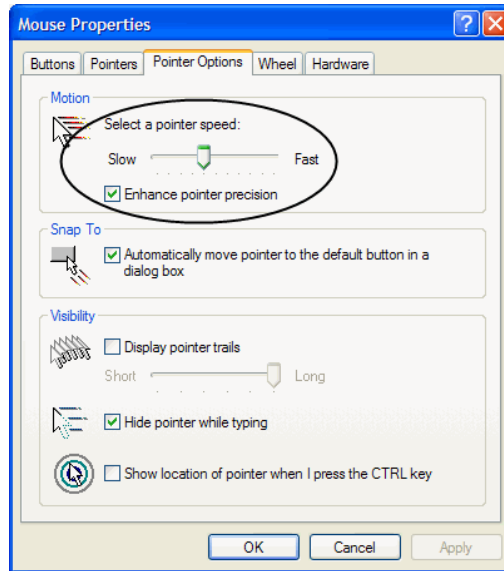 Mouse Properties
Buttons Pointers Pointer Options Wheel Hardware
Motion
Select a pointer speed:
Slow Fast
Enhance pointer precision
Snap To
Automatically move pointer to the default button in a
dialog box
Visibility
Display pointer trails
Short Long
Hide pointer while typing
Show location of pointer when I press the CTRL key
OK Cancel Apply